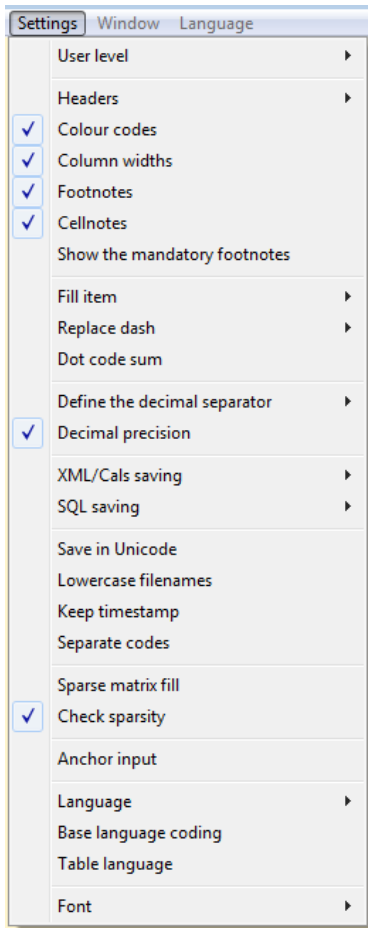 Settings Window Language
User level
Headers
Colour codes
Column widths
Footnotes
Cellnotes
Show the mandatory footnotes
Fill item
Replace dash
Dot code sum
Define the decimal separator
Decimal precision
XML/Cals saving
SQL saving
Save in Unicode
Lowercase filenames
Keep timestamp
Separate codes
Sparse matrix fill
Check sparsity
Anchor input
Language
Base language coding
Table language
Font